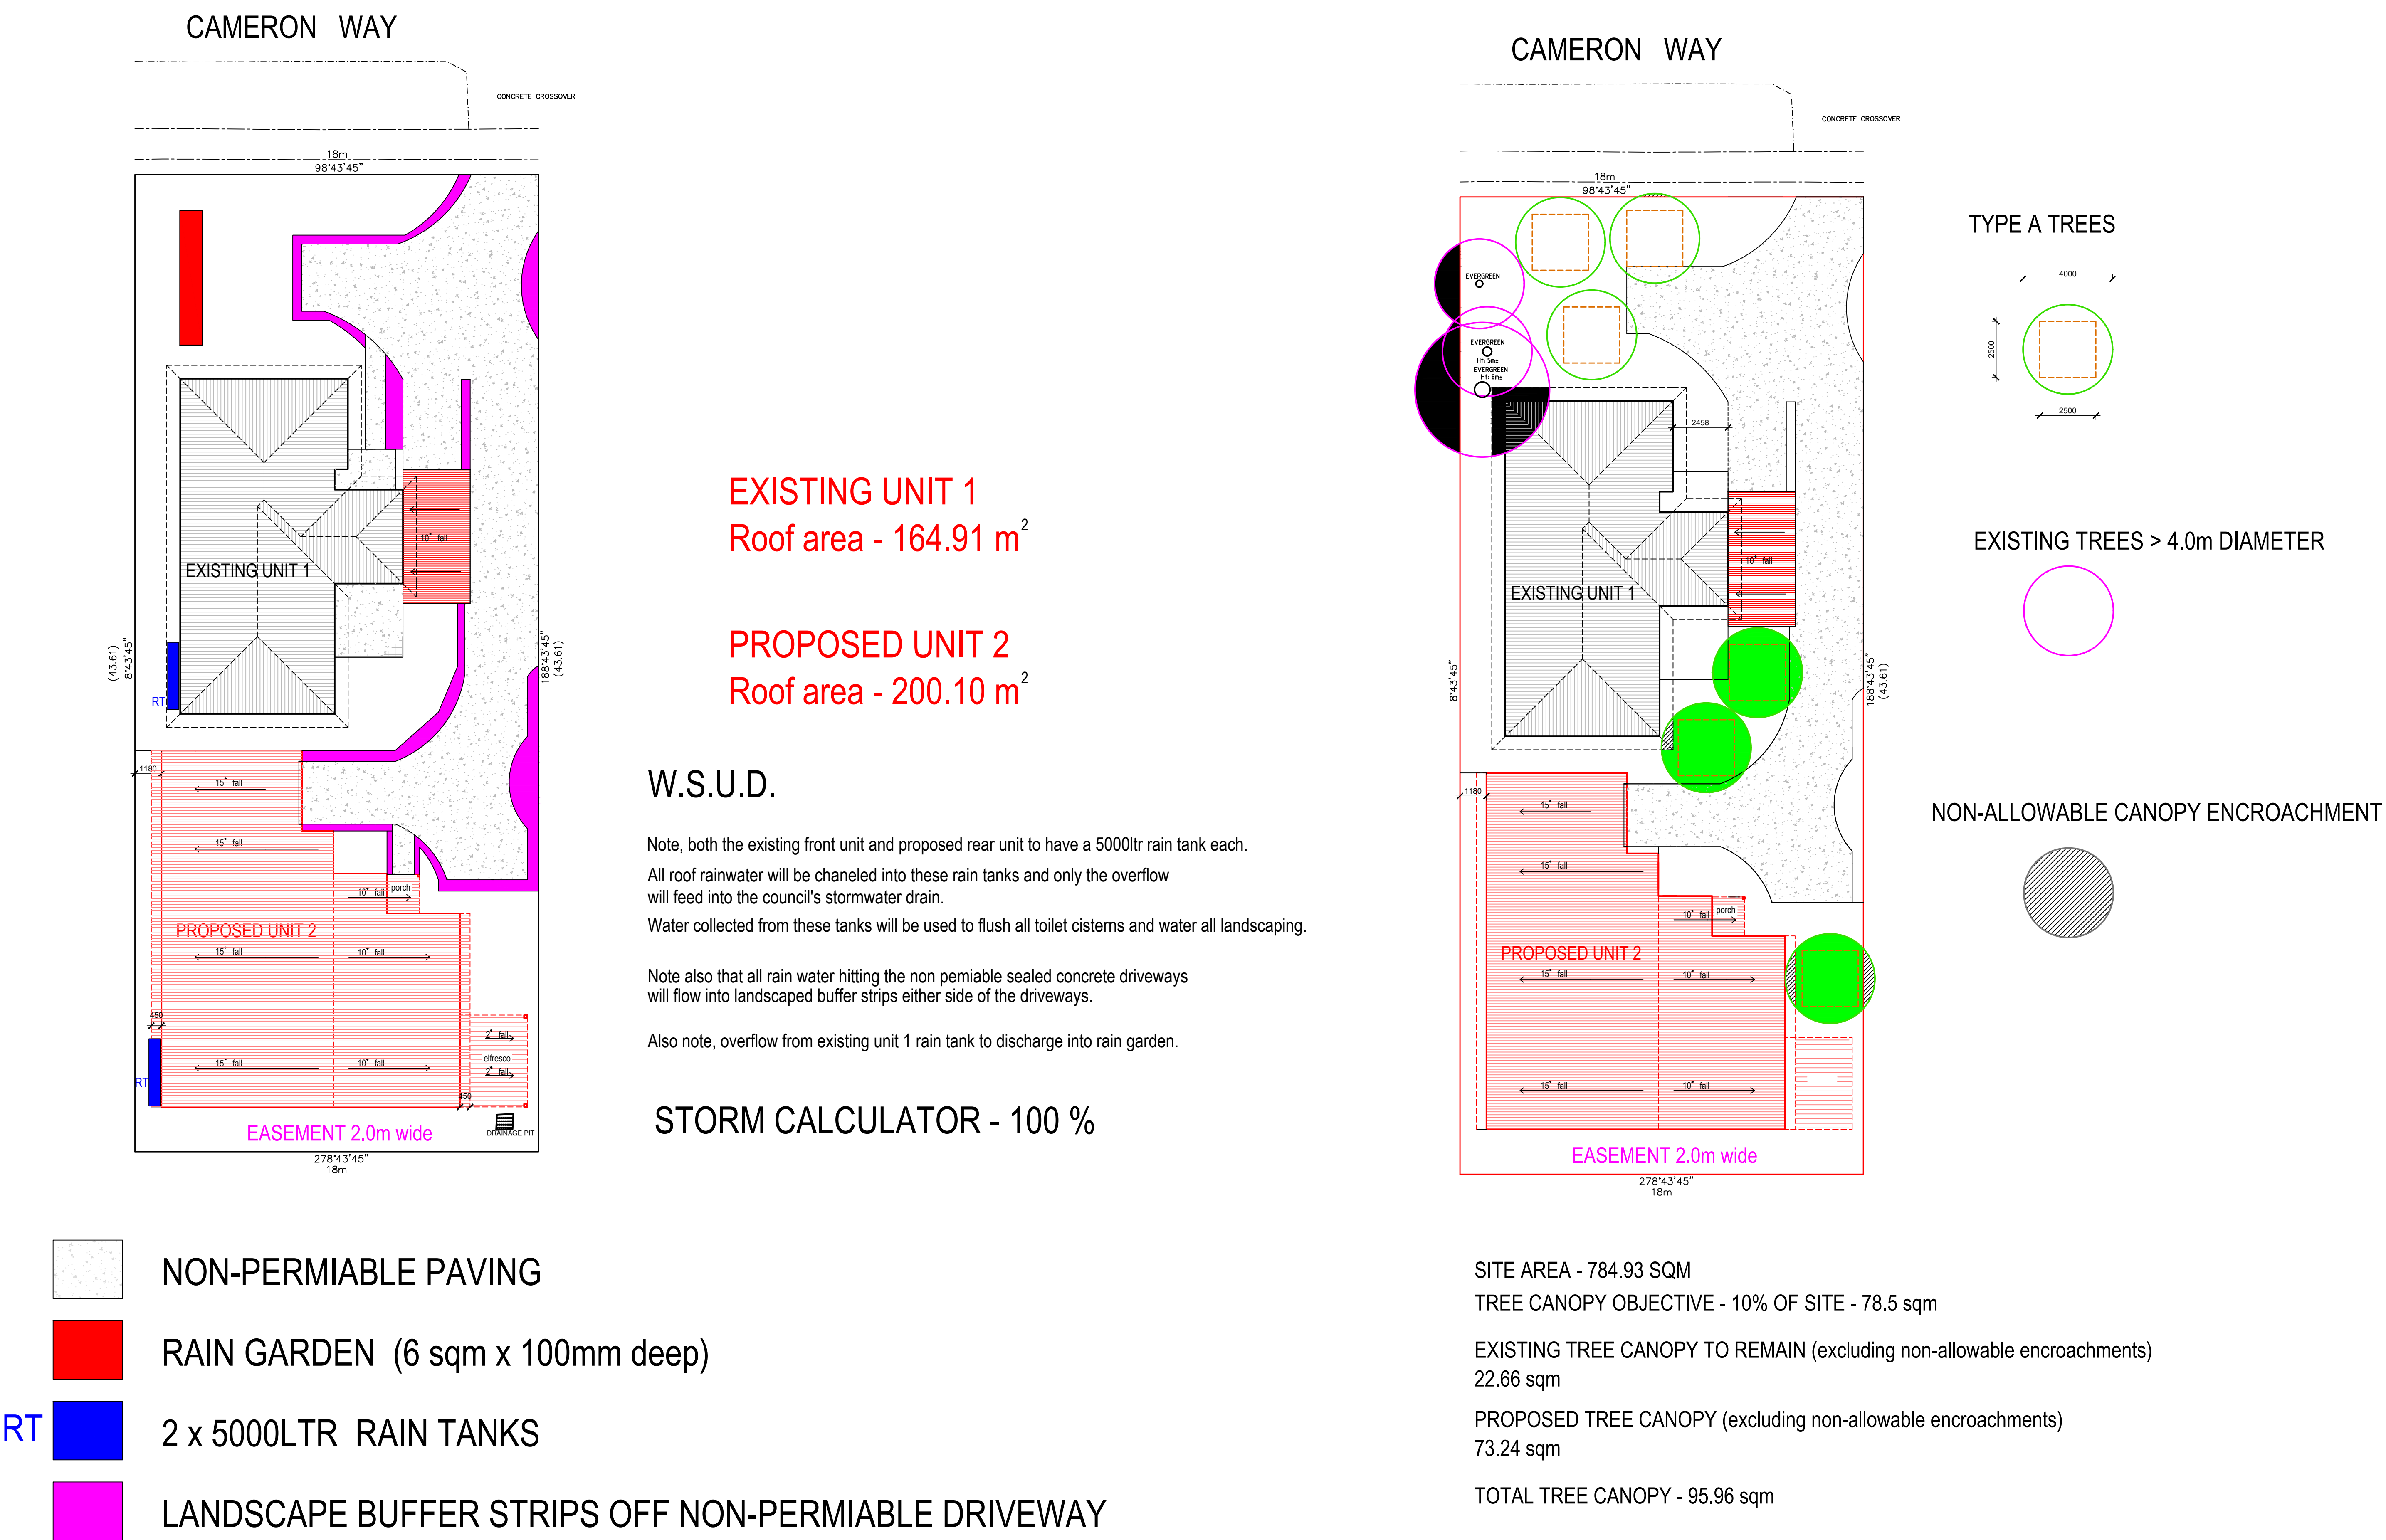 CAMERON WAY
CONCRETE CROSSOVER
18m
98°43'45"
10° fall
EXISTING UNIT 1
(43.61)
8°43'45"
188°43'45"
(43.61)
RT
1180
15° fall
15° fall
10° fall
porch
PROPOSED UNIT 2
15° fall
10° fall
450
2° fall
elfresco
2° fall
15° fall
10° fall
RT
450
EASEMENT 2.0m wide
DRAINAGE PIT
278°43'45"
18m
EXISTING UNIT 1
Roof area - 164.91 m2
PROPOSED UNIT 2
Roof area - 200.10 m2
W.S.U.D.
Note, both the existing front unit and proposed rear unit to have a 5000ltr rain tank each.
All roof rainwater will be chaneled into these rain tanks and only the overflow
will feed into the council's stormwater drain.
Water collected from these tanks will be used to flush all toilet cisterns and water all landscaping.
Note also that all rain water hitting the non pemiable sealed concrete driveways
will flow into landscaped buffer strips either side of the driveways.
Also note, overflow from existing unit 1 rain tank to discharge into rain garden.
STORM CALCULATOR - 100 %
NON-PERMIABLE PAVING
RAIN GARDEN (6 sqm x 100mm deep)
RT
2 x 5000LTR RAIN TANKS
LANDSCAPE BUFFER STRIPS OFF NON-PERMIABLE DRIVEWAY
CAMERON WAY
CONCRETE CROSSOVER
18m
98°43'45"
EVERGREEN
EVERGREEN
Ht: 5m±
EVERGREEN
Ht: 8m±
2458
10° fall
EXISTING UNIT 1
8°43'45"
188°43'45"
(43.61)
1180
15° fall
15° fall
10° fall
porch
PROPOSED UNIT 2
15° fall
10° fall
15° fall
10° fall
EASEMENT 2.0m wide
278°43'45"
18m
TYPE A TREES
4000
2500
2500
EXISTING TREES > 4.0m DIAMETER
NON-ALLOWABLE CANOPY ENCROACHMENT
SITE AREA - 784.93 SQM
TREE CANOPY OBJECTIVE - 10% OF SITE - 78.5 sqm
EXISTING TREE CANOPY TO REMAIN (excluding non-allowable encroachments)
22.66 sqm
PROPOSED TREE CANOPY (excluding non-allowable encroachments)
73.24 sqm
TOTAL TREE CANOPY - 95.96 sqm